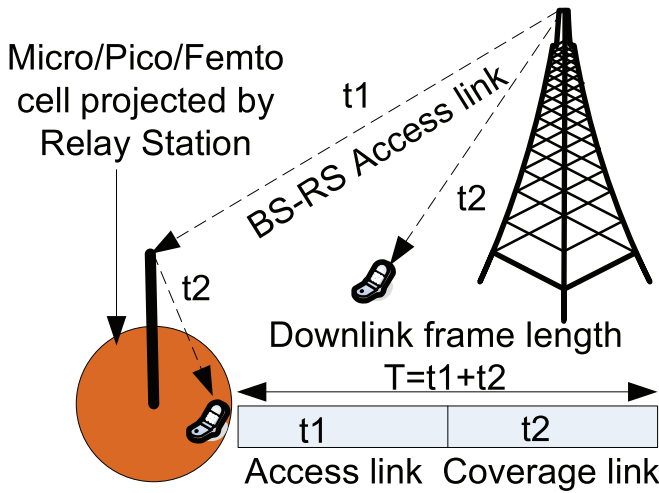 Micro/Pico/Femto
cell projected by
Relay Station
t1
BS-RS Access link
t2
t2
Downlink frame length
T=t1+t2
t1
t2
Access link
Coverage link